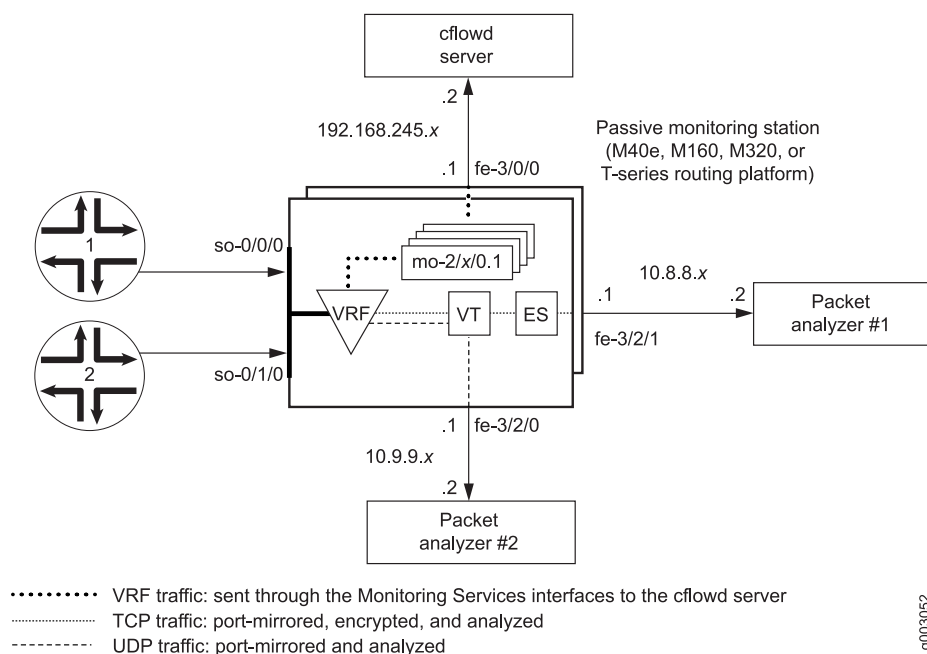 cflowd
server
.2
192.168.245.x
Passive monitoring station
(M40e, M160, M320, or
T-series routing platform)
.1 fe-3/0/0
1
so-0/0/0
mo-2/x/0.1
10.8.8.x
.1 .2
VRF
VT
ES
Packet
analyzer #1
fe-3/2/1
2
so-0/1/0
.1 fe-3/2/0
10.9.9.x
.2
Packet
analyzer #2
VRF traffic: sent through the Monitoring Services interfaces to the cflowd server
TCP traffic: port-mirrored, encrypted, and analyzed
UDP traffic: port-mirrored and analyzed
g003052